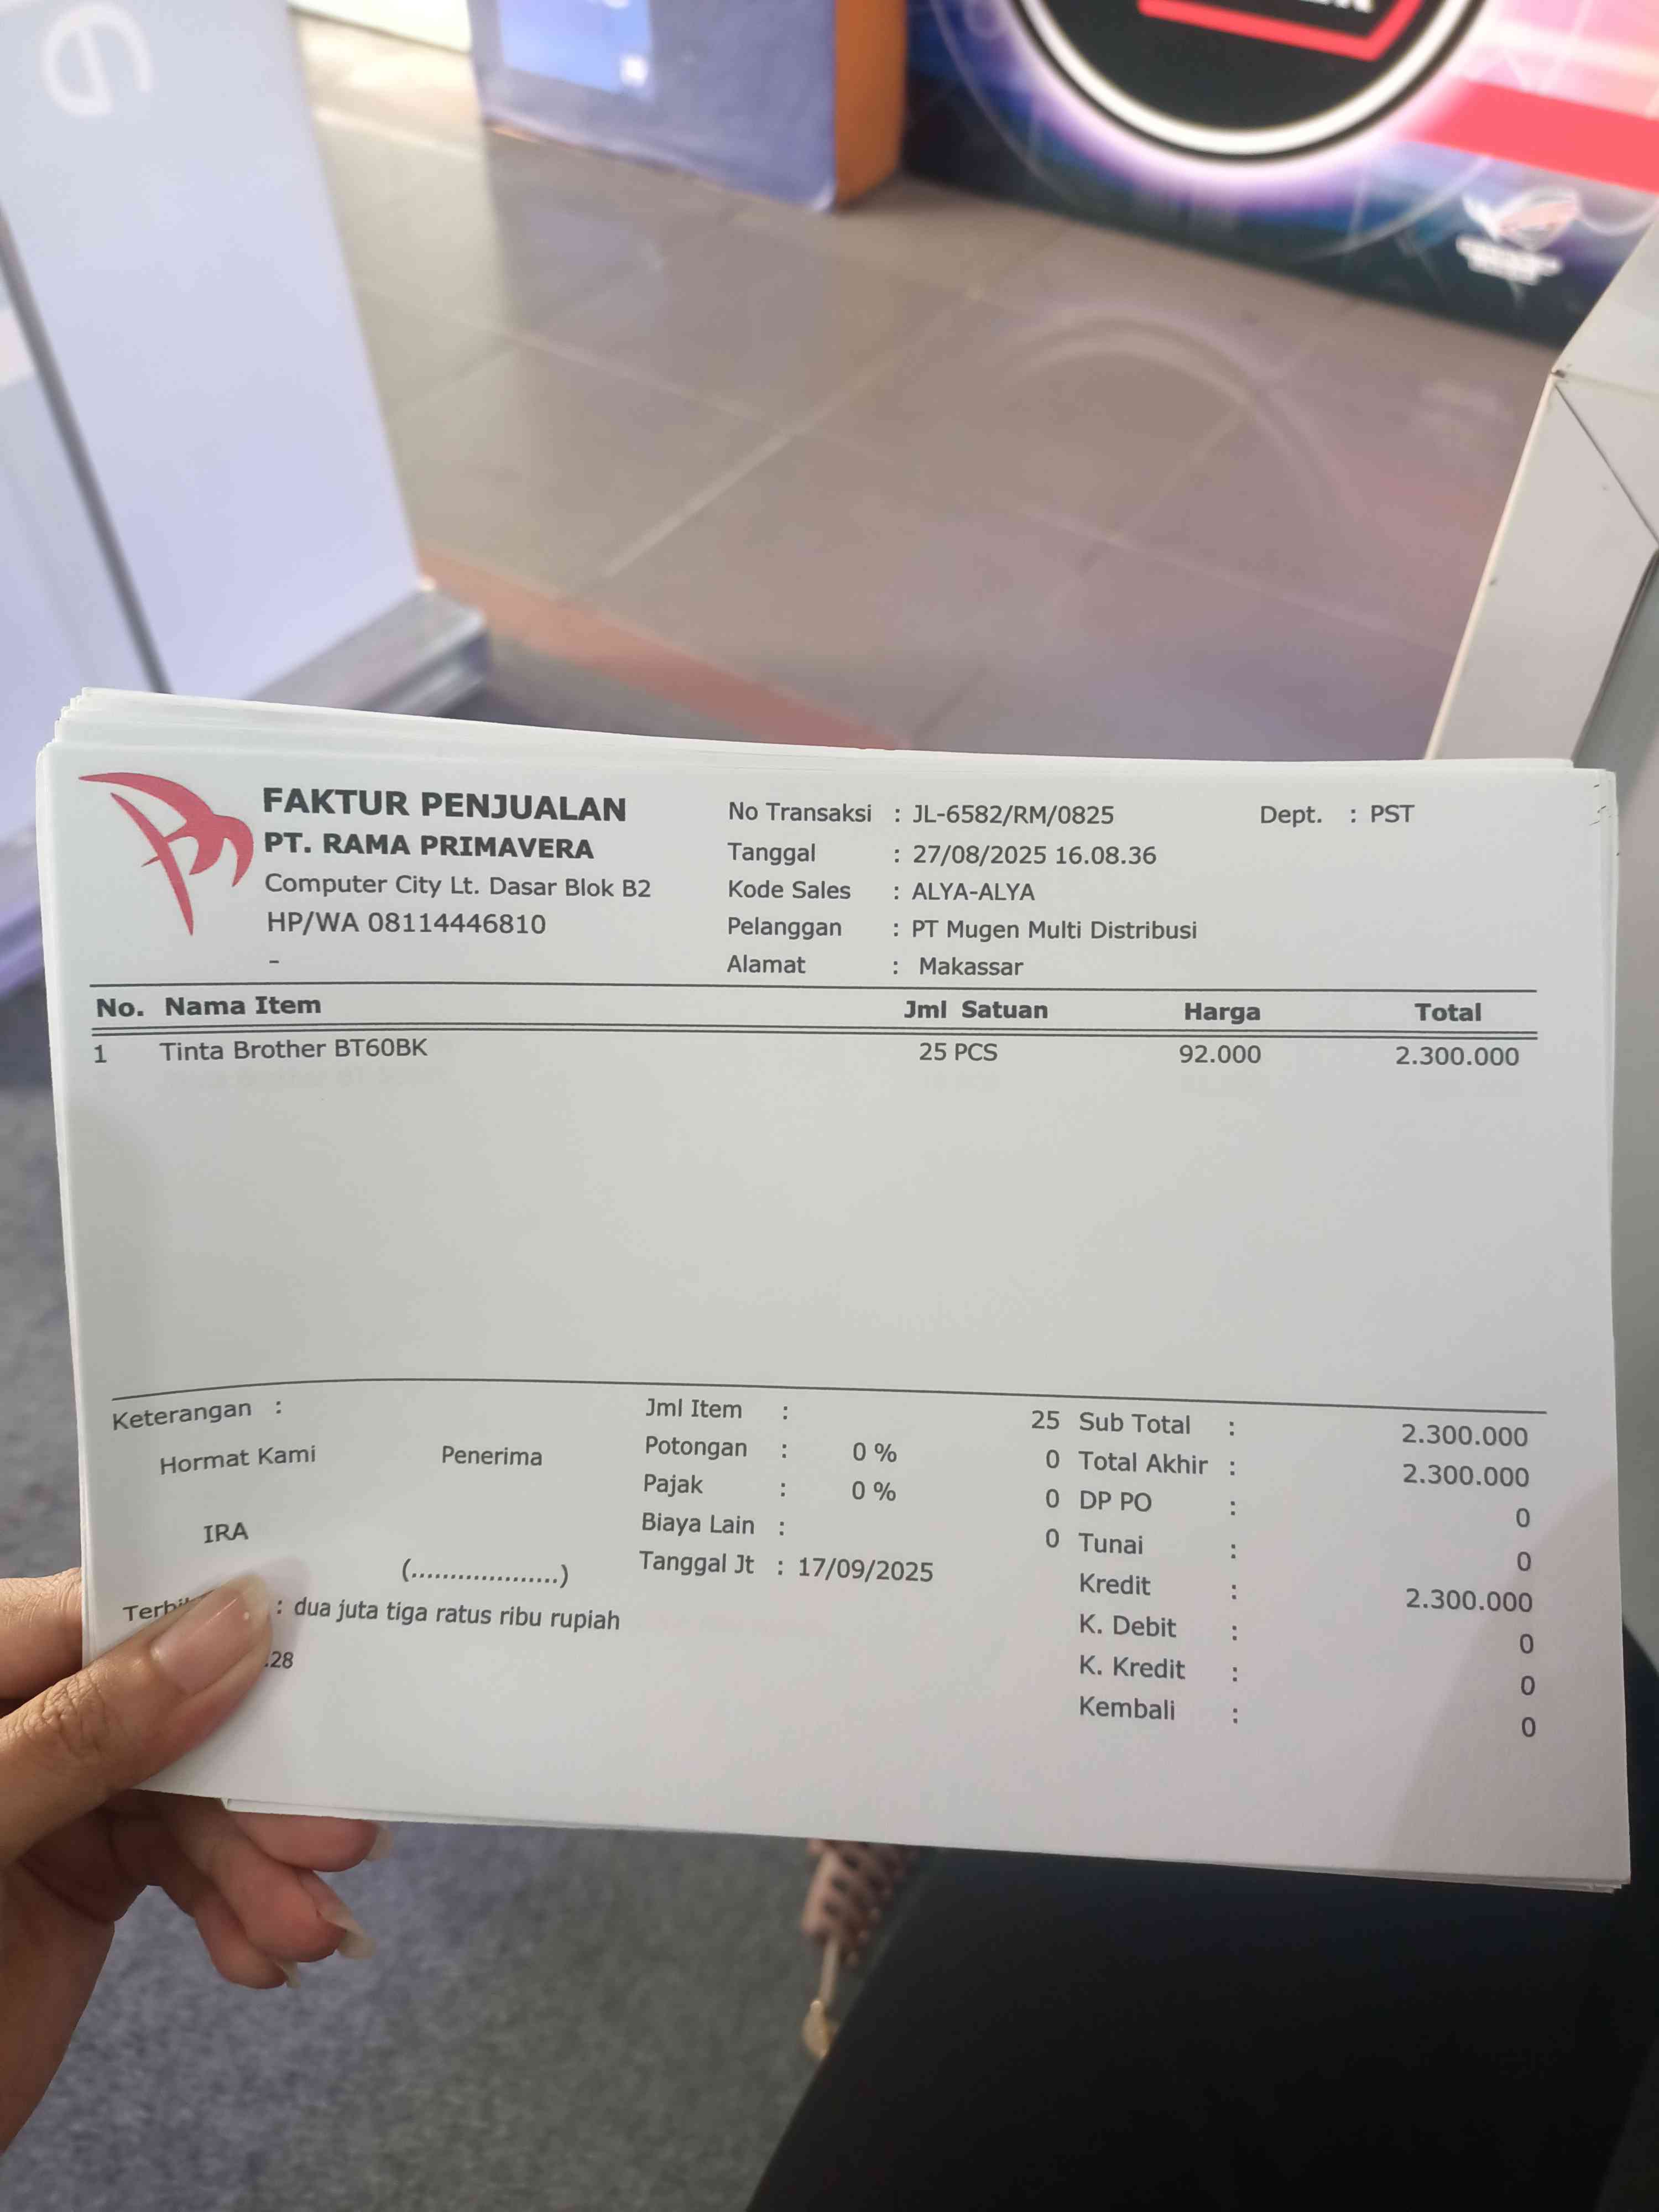 FAKTUR PENJUALAN
PT. RAMA PRIMAVERA
Computer City Lt. Dasar Blok B2
HP/WA 08114446810
-
No Transaksi : JL-6582/RM/0825
Dept. : PST
Tanggal : 27/08/2025 16.08.36
Kode Sales : ALYA-ALYA
Pelanggan : PT Mugen Multi Distribusi
Alamat : Makassar
No. Nama Item Jml Satuan Harga Total
1 Tinta Brother BT60BK 25 PCS 92.000 2.300.000
Keterangan :
Hormat Kami Penerima
IRA
(...................)
: dua juta tiga ratus ribu rupiah
.28
Jml Item : 25
Potongan : 0 % 0
Pajak : 0 % 0
Biaya Lain : 0
Tanggal Jt : 17/09/2025
Sub Total : 2.300.000
Total Akhir : 2.300.000
DP PO : 0
Tunai : 0
Kredit : 2.300.000
K. Debit : 0
K. Kredit : 0
Kembali : 0